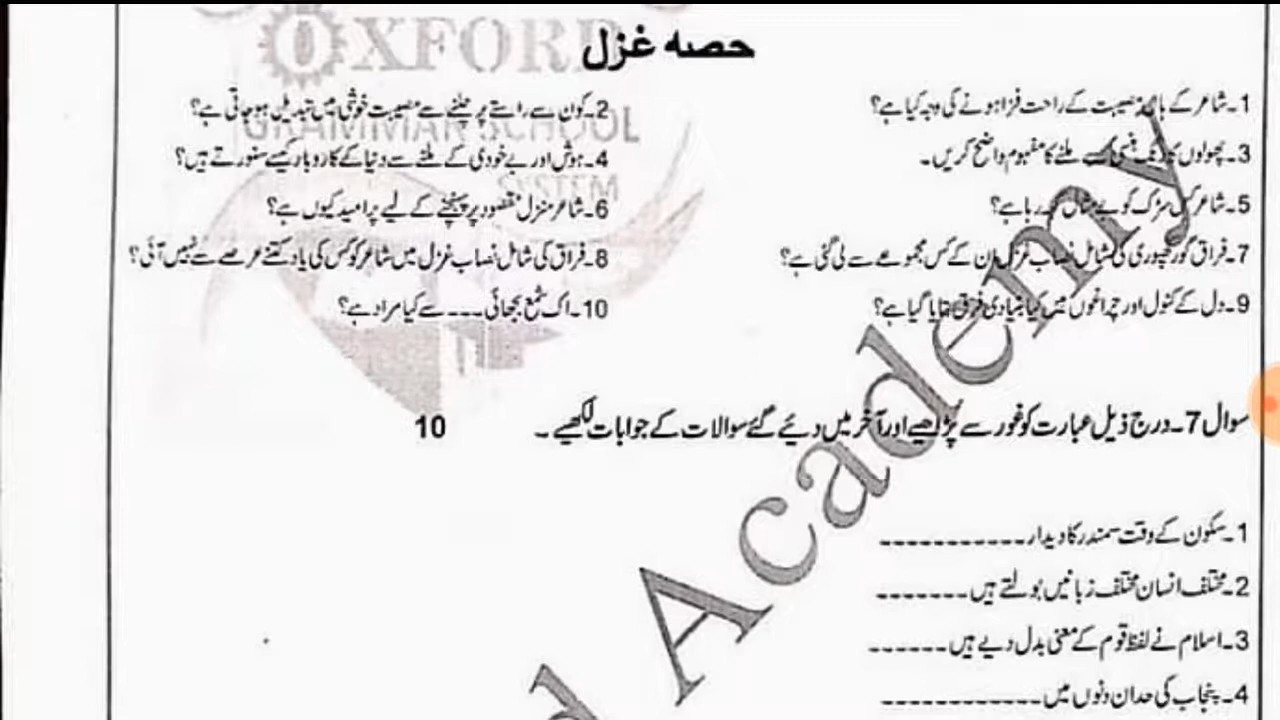 OXFORD
حصہ غزل
GRAMMAR SCHOOL
SYSTEM
1۔شاعر کے ہاں مصیبت کے راحت فزا ہونے کی وجہ کیا ہے؟ 2۔کون سے راستے پر چلنے سے مصیبت خوشی میں تبدیل ہو جاتی ہے؟
3۔پھولوں ملنے کا مفہوم واضح کریں۔ 4۔ہوش اور بے خودی کے ملنے سے دنیا کے کاروبار کیسے سنورتے ہیں؟
5۔شاعر کس سڑک کو بے مثال کہہ رہا ہے؟ 6۔شاعر منزل مقصود پر پہنچنے کے لیے پر امید کیوں ہے؟
7۔فراق گورکھپوری کی شامل نصاب غزل ان کے کس مجموعے سے لی گئی ہے؟ 8۔فراق کی شامل نصاب غزل میں شاعر کو کس کی یاد کتنے عرصے سے نہیں آئی؟
9۔دل کے کنول اور چراغوں میں کیا بنیادی فرق بتایا گیا ہے؟ 10۔اک شمع بجھائی ۔۔۔ سے کیا مراد ہے؟
سوال 7۔درج ذیل عبارت کو غور سے پڑھیے اور آخر میں دیئے گئے سوالات کے جوابات لکھیے ۔ 10
1۔سکون کے وقت سمندر کا دیدار -----------
2۔مختلف انسان مختلف زبانیں بولتے ہیں -------
3۔اسلام نے لفظ قوم کے معنی بدل دیے ہیں ------
4۔پنجاب کی حد ان دنوں میں ------------
d Academy